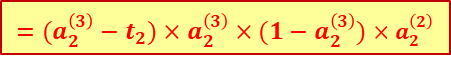 = (a₂⁽³⁾ − t₂) × a₂⁽³⁾ × (1 − a₂⁽³⁾) × a₂⁽²⁾